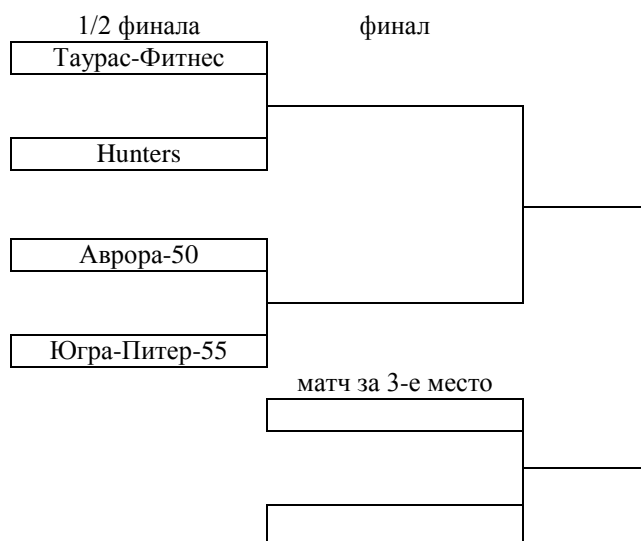 1/2 финала финал
Таурас-Фитнес
Hunters
Аврора-50
Югра-Питер-55
матч за 3-е место